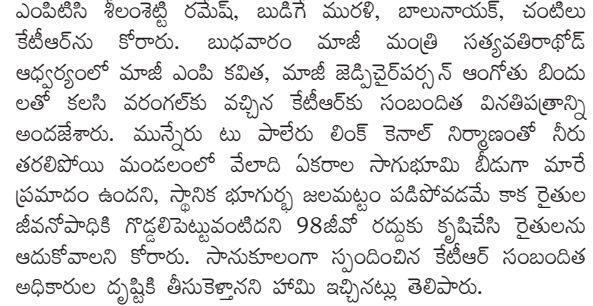 ఎంపిటిసి శీలంశెట్టి రమేష్, బుడిగే మురళి, బాలునాయక్, చంటిలు
కేటీఆర్‌ను కోరారు. బుధవారం మాజీ మంత్రి సత్యవతిరాథోడ్
ఆధ్వర్యంలో మాజీ ఎంపి కవిత, మాజీ జెడ్పిచైర్‌పర్సన్ ఆంగోతు బిందు
లతో కలసి వరంగల్‌కు వచ్చిన కేటీఆర్‌కు సంబందిత వినతిపత్రాన్ని
అందజేశారు. మున్నేరు టు పాలేరు లింక్ కెనాల్ నిర్మాణంతో నీరు
తరలిపోయి మండలంలో వేలాది ఏకరాల సాగుభూమి బీడుగా మారే
ప్రమాదం ఉందని, స్థానిక భూగుర్భ జలమట్టం పడిపోవడమే కాక రైతుల
జీవనోపాధికి గొడ్డలిపెట్టువంటిదని 98జీవో రద్దుకు కృషిచేసి రైతులను
ఆదుకోవాలని కోరారు. సానుకూలంగా స్పందించిన కేటీఆర్ సంబందిత
అధికారుల దృష్టికి తీసుకెళ్తానని హామి ఇచ్చినట్లు తెలిపారు.